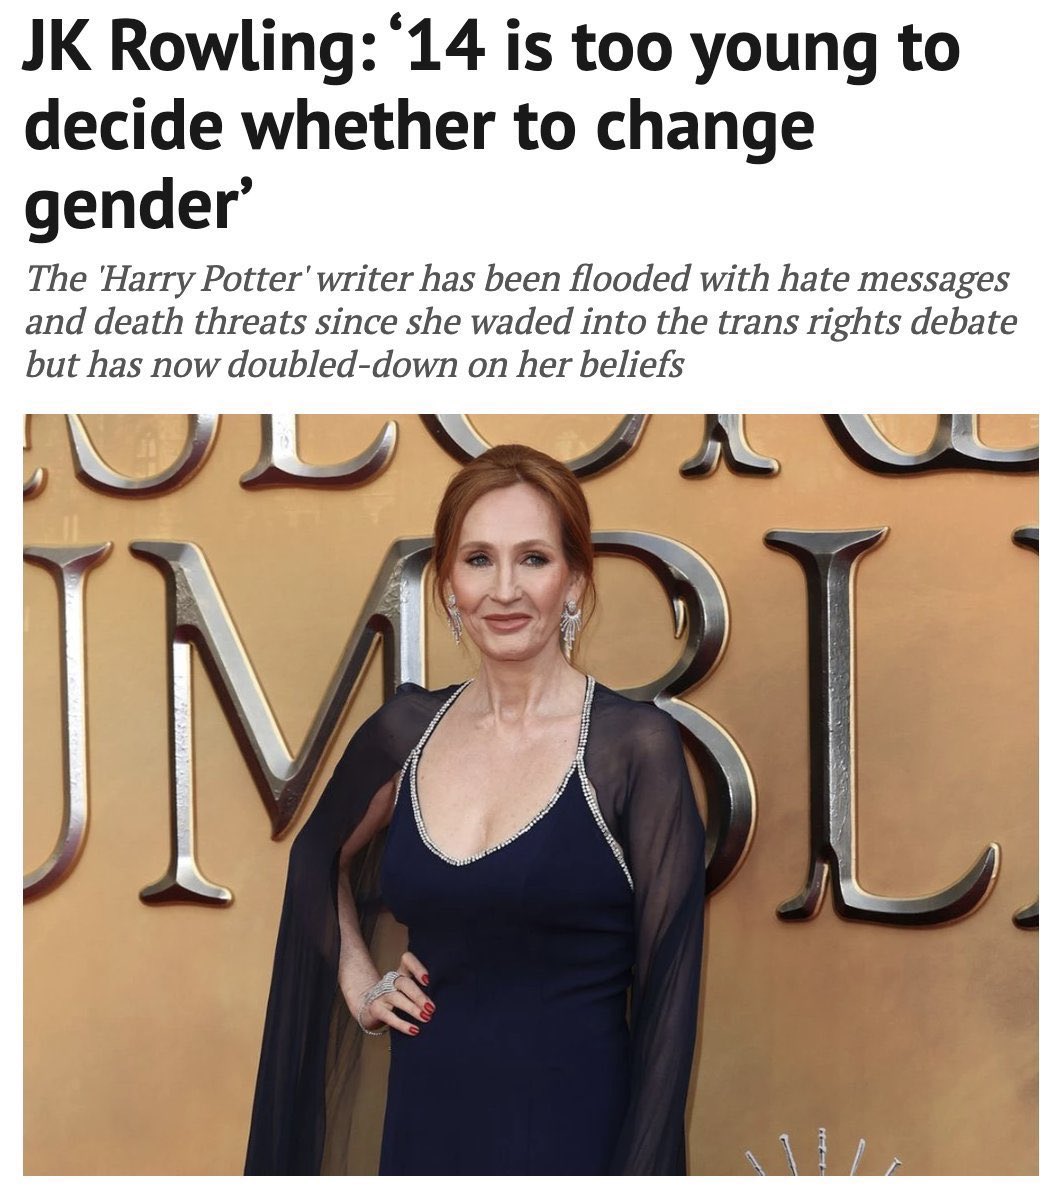 JK Rowling: ‘14 is too young to
decide whether to change
gender’
The 'Harry Potter' writer has been flooded with hate messages
and death threats since she waded into the trans rights debate
but has now doubled-down on her beliefs
UMBL